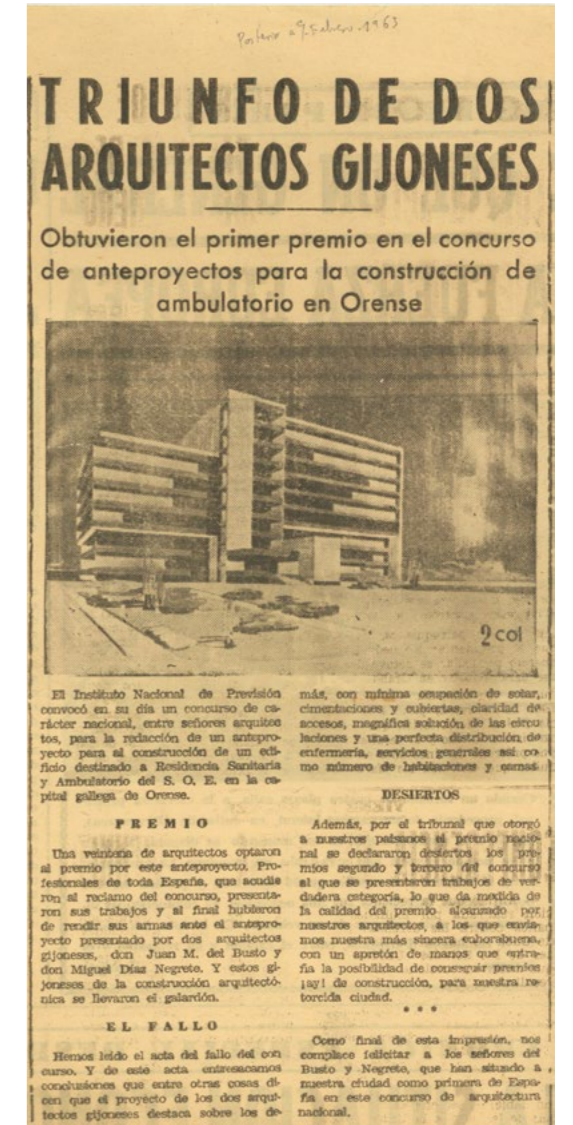 Posterior a 9-Febrero-1963
TRIUNFO DE DOS
ARQUITECTOS GIJONESES
Obtuvieron el primer premio en el concurso
de anteproyectos para la construcción de
ambulatorio en Orense
2 col
El Instituto Nacional de Previsión
convocó en su día un concurso de ca-
rácter nacional, entre señores arquitec
tos, para la redacción de un antepro-
yecto para al construcción de un edi-
ficio destinado a Residencia Sanitaria
y Ambulatorio del S. O. E. en la ca-
pital gallega de Orense.
PREMIO
Una veintena de arquitectos optaron
al premio por este anteproyecto. Pro-
fesionales de toda España, que acudie
ron al reclamo del concurso, presenta-
ron sus trabajos y al final hubieron
de rendir sus armas ante el antepro-
yecto presentado por dos arquitectos
gijoneses, don Juan M. del Busto y
don Miguel Díaz Negrete. Y estos gi-
joneses de la construcción arquitectó-
nica se llevaron el galardón.
EL FALLO
Hemos leído el acta del fallo del con
curso. Y de este acta entresacamos
conclusiones que entre otras cosas di-
cen que el proyecto de los dos arqui-
tectos gijoneses destaca sobre los de-
más, con mínima ocupación de solar,
cimentaciones y cubiertas, claridad de
accesos, magnífica solución de las circu
laciones y una perfecta distribución de
enfermería, servicios generales así co
mo número de habitaciones y camas
DESIERTOS
Además, por el tribunal que otorgó
a nuestros paisanos el premio nacio-
nal se declararon desiertos los pre-
mios segundo y tercero del concurso
al que se presentaron trabajos de ver-
dadera categoría, lo que da medida de
la calidad del premio alcanzado por
nuestros arquitectos, a los que envia-
mos nuestra más sincera enhorabuena,
con un apretón de manos que entra-
ña la posibilidad de conseguir premios
¡ay! de construcción, para nuestra re-
torcida ciudad.
* * *
Como final de esta impresión, nos
complace felicitar a los señores del
Busto y Negrete, que han situado a
nuestra ciudad como primera de Espa-
ña en este concurso de arquitectura
nacional.